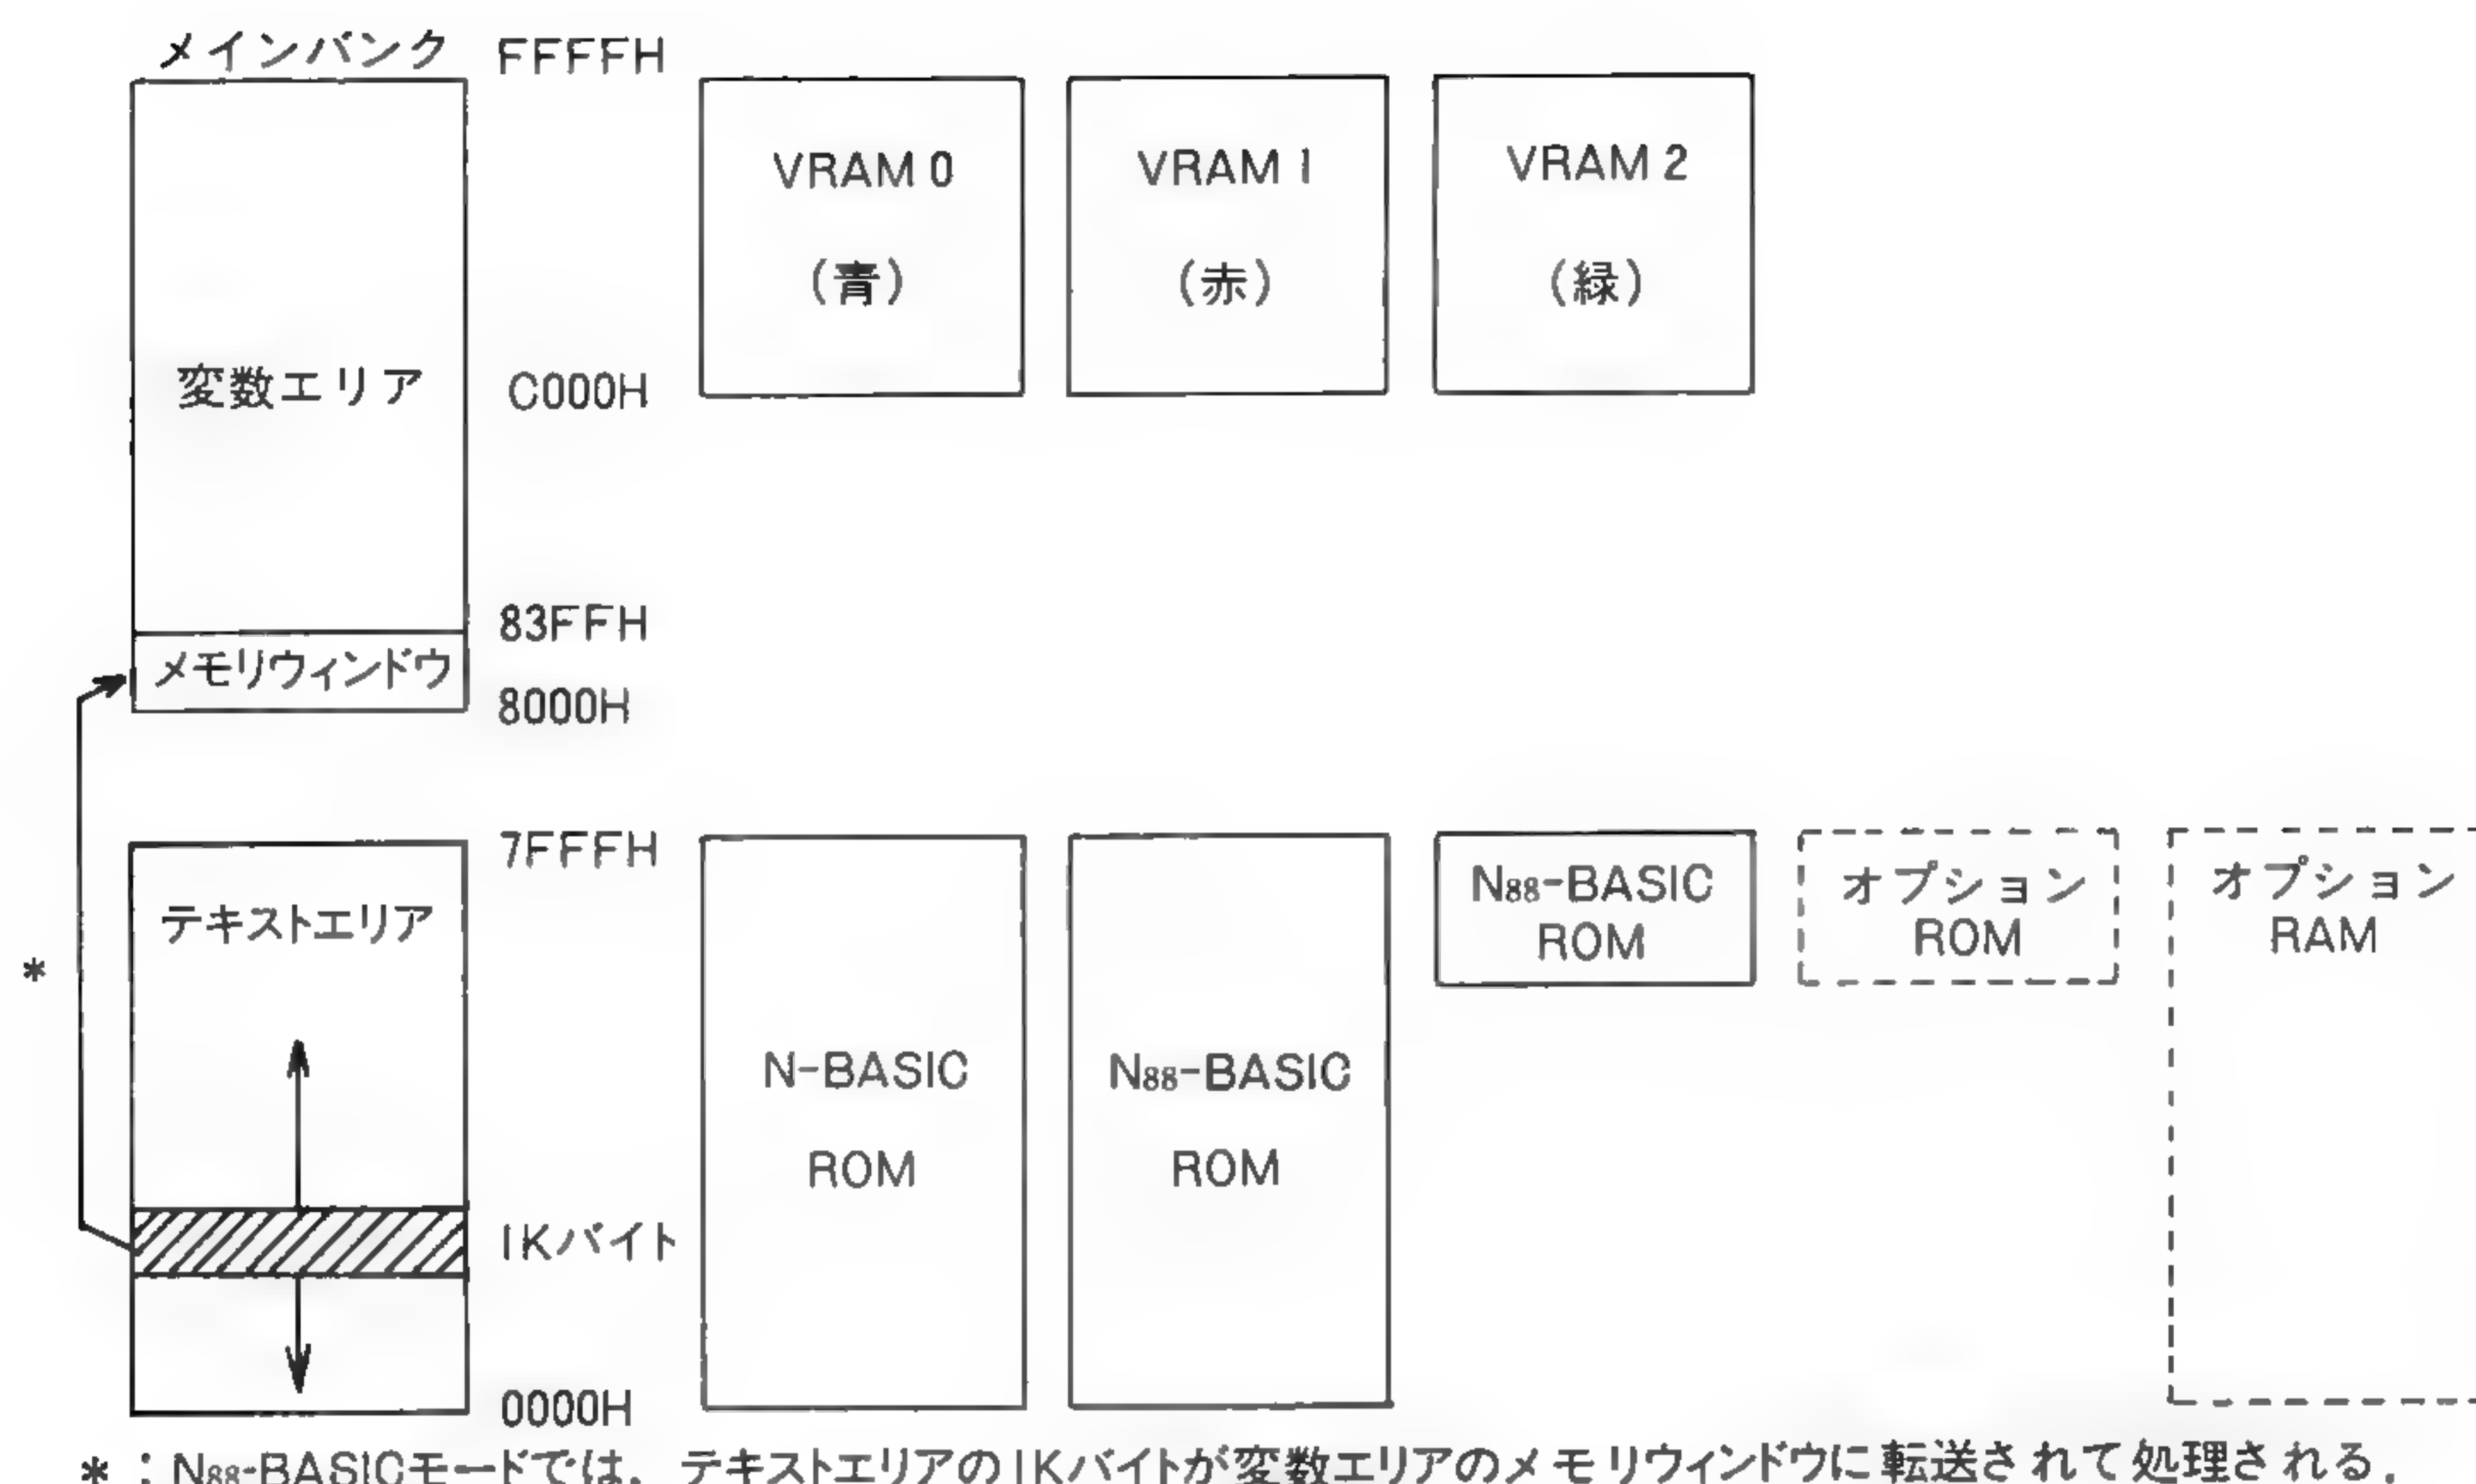 メインバンク FFFFH
VRAM 0
(青)
VRAM 1
(赤)
VRAM 2
(緑)
変数エリア
C000H
83FFH
メモリウィンドウ
8000H
7FFFH
テキストエリア
*
1Kバイト
0000H
N-BASIC
ROM
N88-BASIC
ROM
N88-BASIC
ROM
オプション
ROM
オプション
RAM
*：N88-BASICモードでは，テキストエリアの1Kバイトが変数エリアのメモリウィンドウに転送されて処理される．